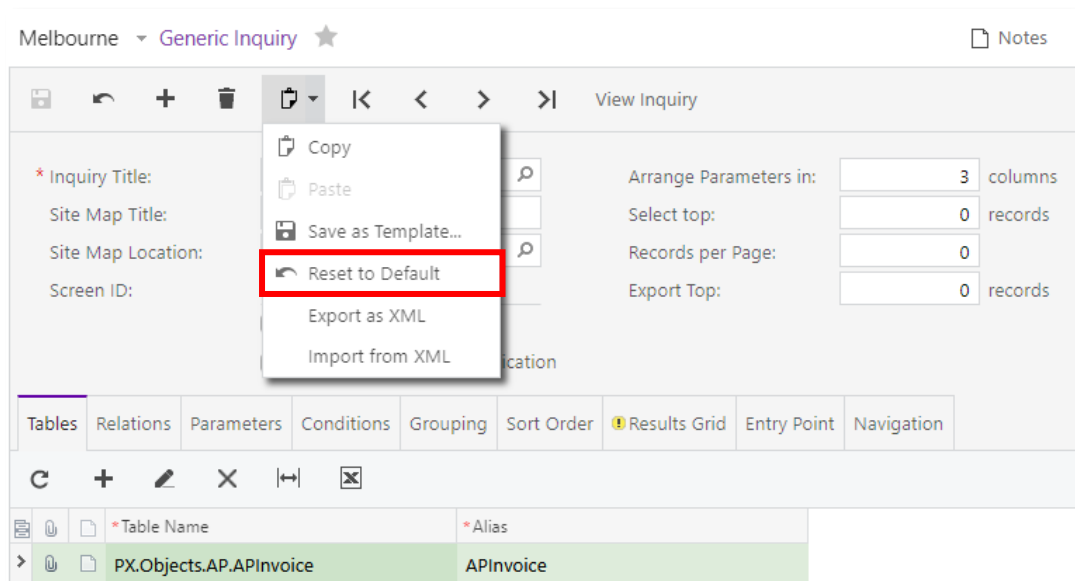 Melbourne Generic Inquiry Notes
View Inquiry
Copy
Paste
Save as Template...
Reset to Default
Export as XML
Import from XML
* Inquiry Title:
Site Map Title:
Site Map Location:
Screen ID:
Arrange Parameters in: 3 columns
Select top: 0 records
Records per Page: 0
Export Top: 0 records
ication
Tables Relations Parameters Conditions Grouping Sort Order Results Grid Entry Point Navigation
* Table Name * Alias
PX.Objects.AP.APInvoice APInvoice